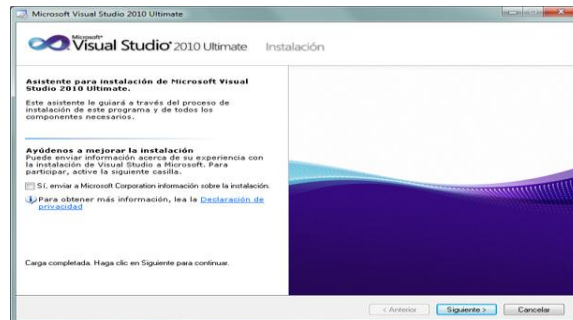 Microsoft Visual Studio 2010 Ultimate
Microsoft®
Visual Studio® 2010 Ultimate Instalación
Asistente para instalación de Microsoft Visual
Studio 2010 Ultimate.
Este asistente le guiará a través del proceso de
instalación de este programa y de todos los
componentes necesarios.
Ayúdenos a mejorar la instalación
Puede enviar información acerca de su experiencia con
la instalación de Visual Studio a Microsoft. Para
participar, active la siguiente casilla.
Sí, enviar a Microsoft Corporation información sobre la instalación.
Para obtener más información, lea la Declaración de
privacidad
Carga completada. Haga clic en Siguiente para continuar.
< Anterior Siguiente > Cancelar